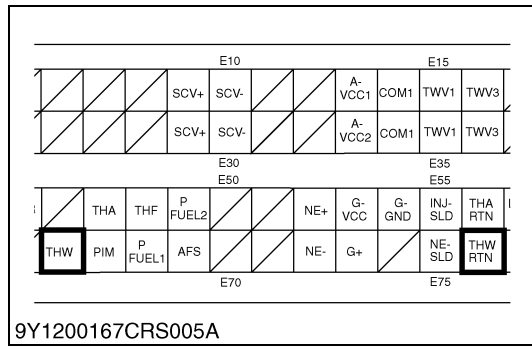 E10 E15
SCV+ SCV- A-VCC1 COM1 TWV1 TWV3
SCV+ SCV- A-VCC2 COM1 TWV1 TWV3
E30 E35
E50 E55
THA THF P FUEL2 NE+ G-VCC G-GND INJ-SLD THA RTN
THW PIM P FUEL1 AFS NE- G+ NE-SLD THW RTN
E70 E75
9Y1200167CRS005A